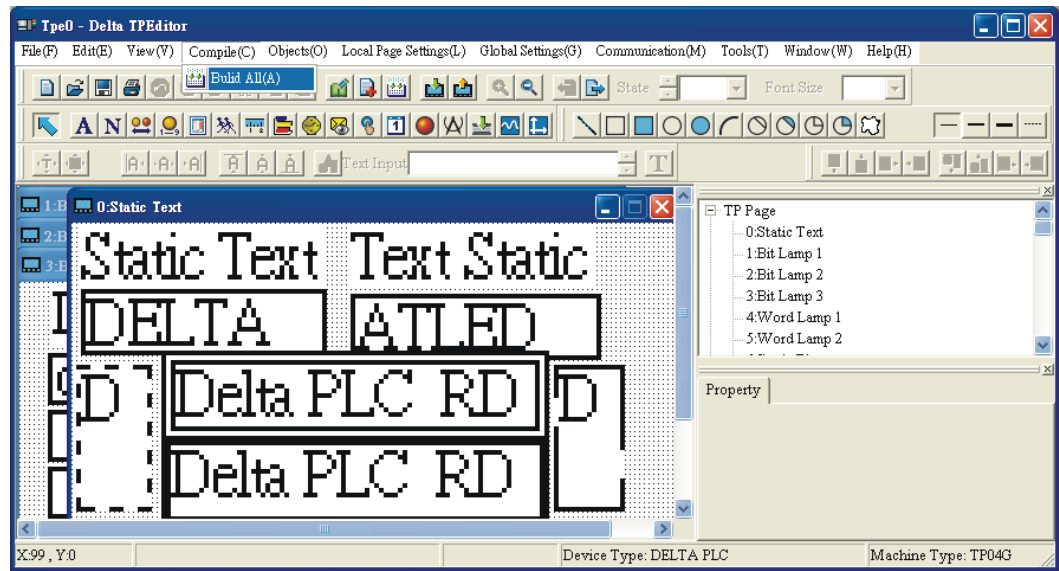 Tpe0 - Delta TPEditor
File(F) Edit(E) View(V) Compile(C) Objects(O) Local Page Settings(L) Global Settings(G) Communication(M) Tools(T) Window(W) Help(H)
Bulid All(A)
State Font Size
Text Input
1:B
2:B
3:B
0:Static Text
Static Text Text Static
DELTA ATLED
D Delta PLC RD D
Delta PLC RD
TP Page
0:Static Text
1:Bit Lamp 1
2:Bit Lamp 2
3:Bit Lamp 3
4:Word Lamp 1
5:Word Lamp 2
Property
X:99 , Y:0 Device Type: DELTA PLC Machine Type: TP04G